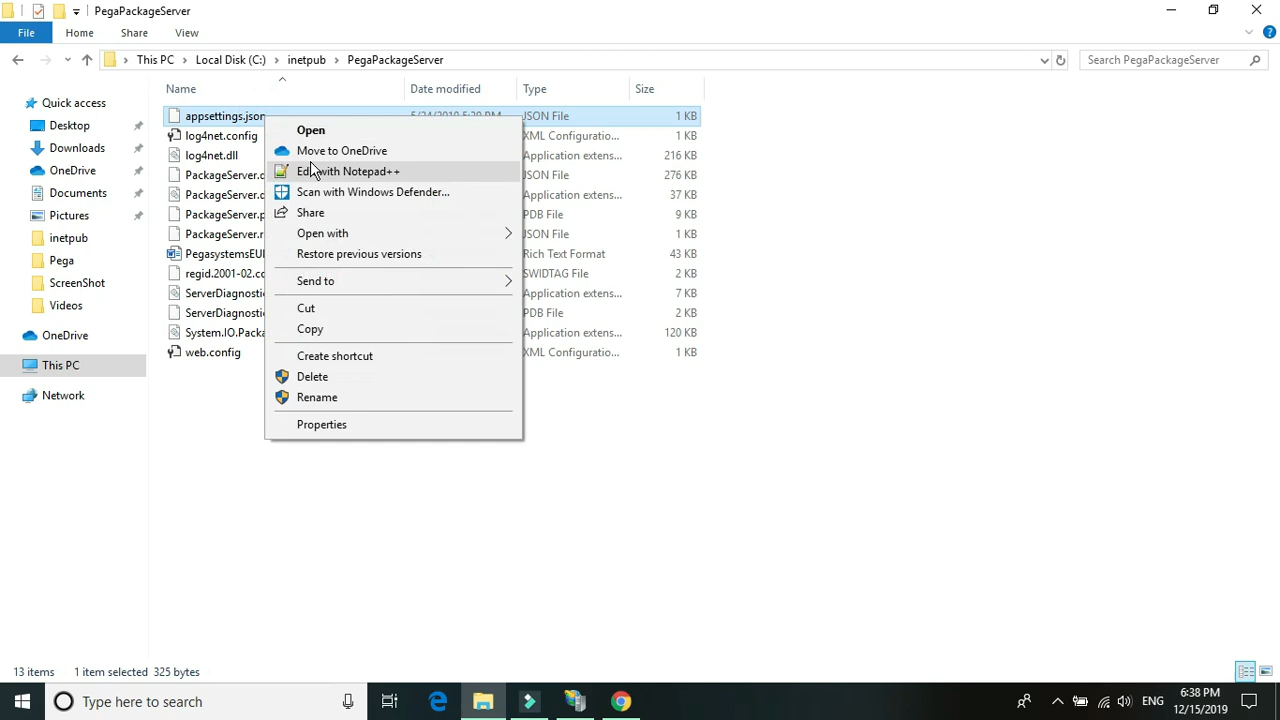 PegaPackageServer
File Home Share View
This PC Local Disk (C:) inetpub PegaPackageServer Search PegaPackageServer
Name Date modified Type Size
Quick access
Desktop
Downloads
OneDrive
Documents
Pictures
inetpub
Pega
ScreenShot
Videos
OneDrive
This PC
Network
appsettings.json JSON File 1 KB
log4net.config XML Configuratio... 1 KB
log4net.dll Application extens... 216 KB
PackageServer. JSON File 276 KB
PackageServer. Application extens... 37 KB
PackageServer.p PDB File 9 KB
PackageServer.r JSON File 1 KB
PegasystemsEU Rich Text Format 43 KB
regid.2001-02.co SWIDTAG File 2 KB
ServerDiagnostic Application extens... 7 KB
ServerDiagnostic PDB File 2 KB
System.IO.Packa Application extens... 120 KB
web.config XML Configuratio... 1 KB
Open
Move to OneDrive
Edit with Notepad++
Scan with Windows Defender...
Share
Open with
Restore previous versions
Send to
Cut
Copy
Create shortcut
Delete
Rename
Properties
13 items 1 item selected 325 bytes
Type here to search
ENG
6:38 PM
12/15/2019